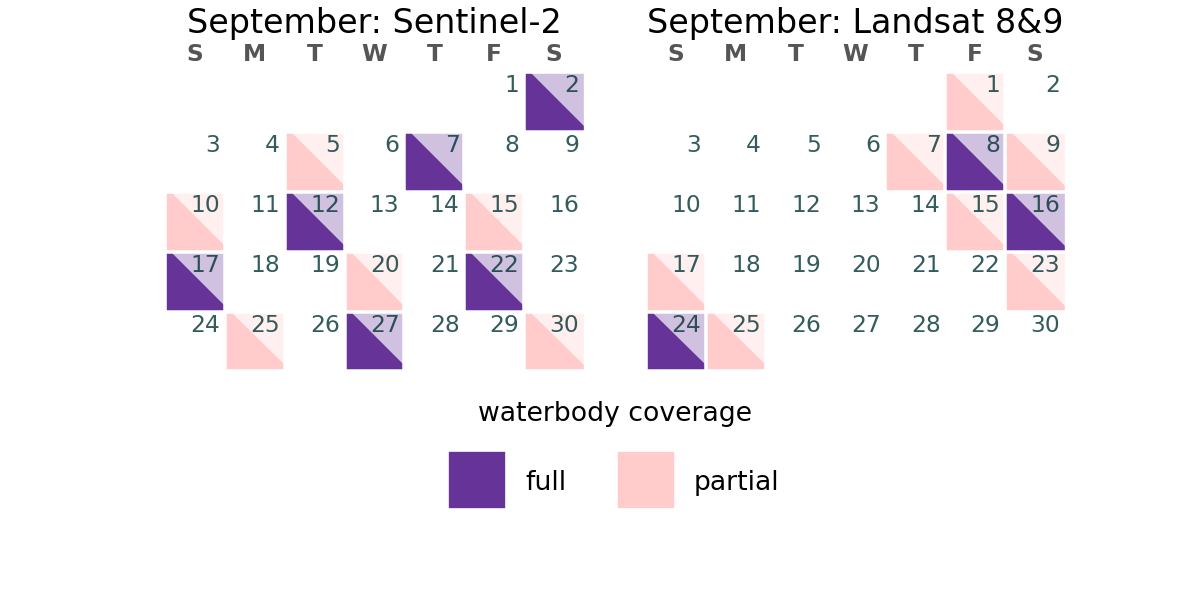 September: Sentinel-2
S M T W T F S
1 2
3 4 5 6 7 8 9
10 11 12 13 14 15 16
17 18 19 20 21 22 23
24 25 26 27 28 29 30
September: Landsat 8&9
S M T W T F S
1 2
3 4 5 6 7 8 9
10 11 12 13 14 15 16
17 18 19 20 21 22 23
24 25 26 27 28 29 30
waterbody coverage
full partial